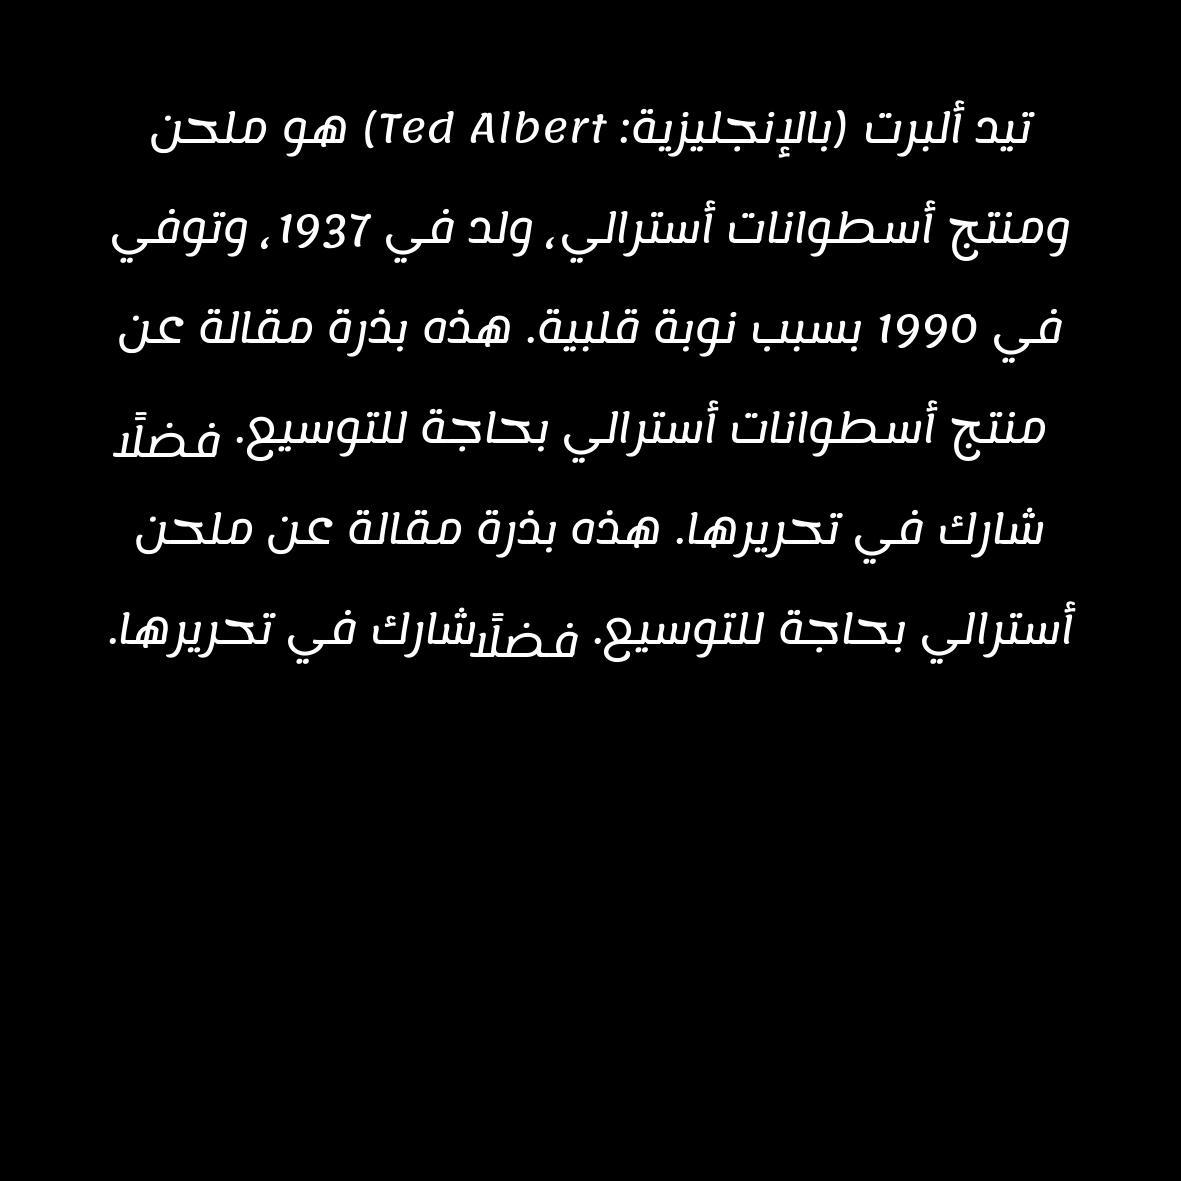 تيد ألبرت (بالإنجليزية: Ted Albert) هو ملحن
ومنتج أسطوانات أسترالي، ولد في 1937، وتوفي
في 1990 بسبب نوبة قلبية. هذه بذرة مقالة عن
منتج أسطوانات أسترالي بحاجة للتوسيع. فضلًا
شارك في تحريرها. هذه بذرة مقالة عن ملحن
أسترالي بحاجة للتوسيع. فضلًا شارك في تحريرها.